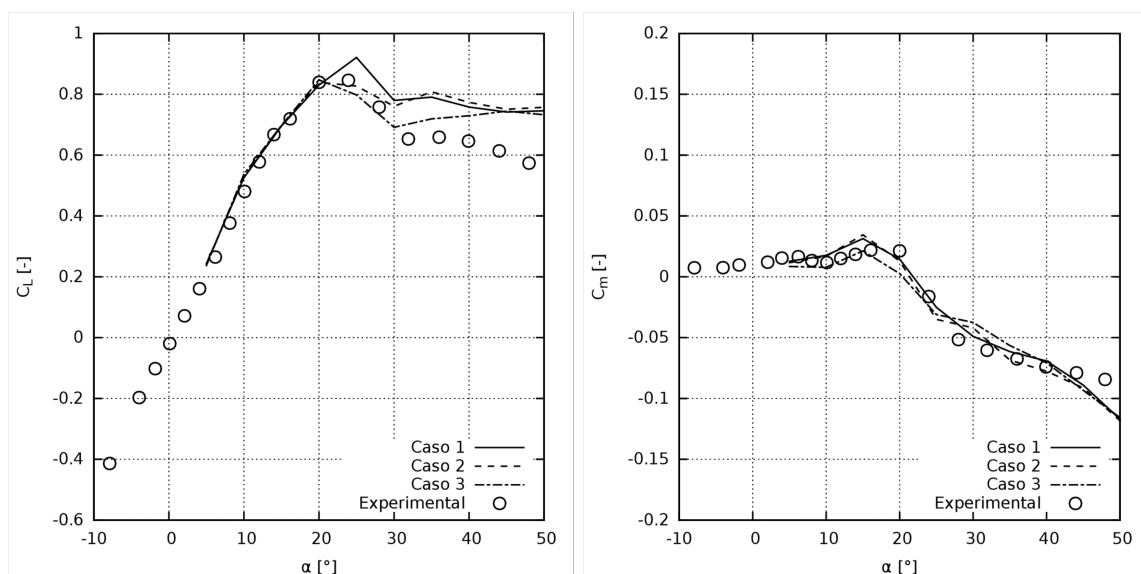 1
0.8
0.6
0.4
0.2
0
-0.2
-0.4
-0.6
C_L [-]
Caso 1
Caso 2
Caso 3
Experimental
-10 0 10 20 30 40 50
α [°]
0.2
0.15
0.1
0.05
0
-0.05
-0.1
-0.15
-0.2
C_m [-]
Caso 1
Caso 2
Caso 3
Experimental
-10 0 10 20 30 40 50
α [°]